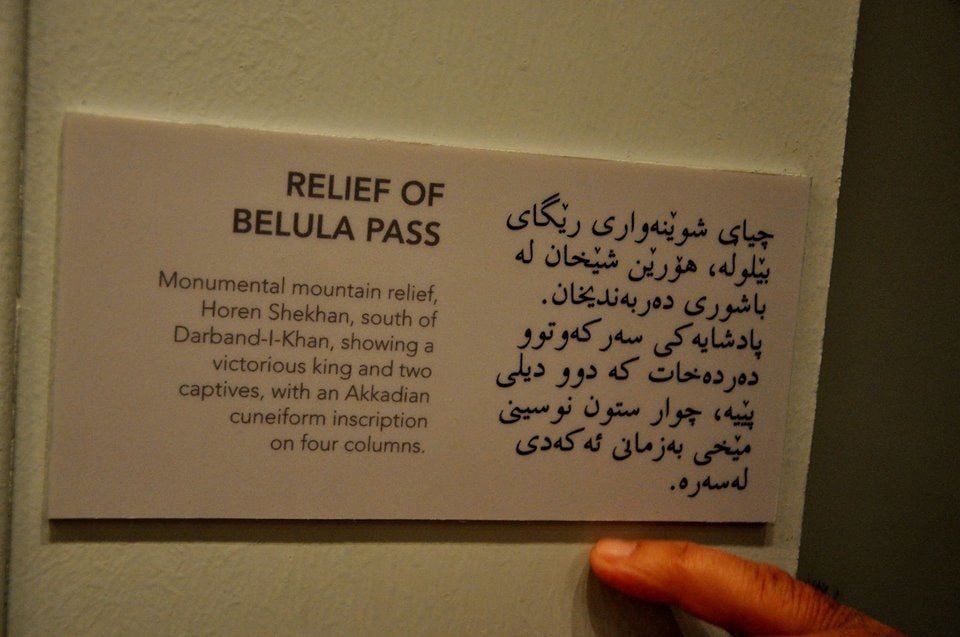 RELIEF OF
BELULA PASS
Monumental mountain relief,
Horen Shekhan, south of
Darband-I-Khan, showing a
victorious king and two
captives, with an Akkadian
cuneiform inscription
on four columns.
چیای شوێنەواری رێگای
بێلولە، هۆرێن شێخان لە
باشوری دەربەندیخان.
پادشایەکی سەرکەوتوو
دەردەخات کە دوو دیلی
پێیە، چوار ستون نوسینی
مێخی بەزمانی ئەکەدی
لەسەرە.